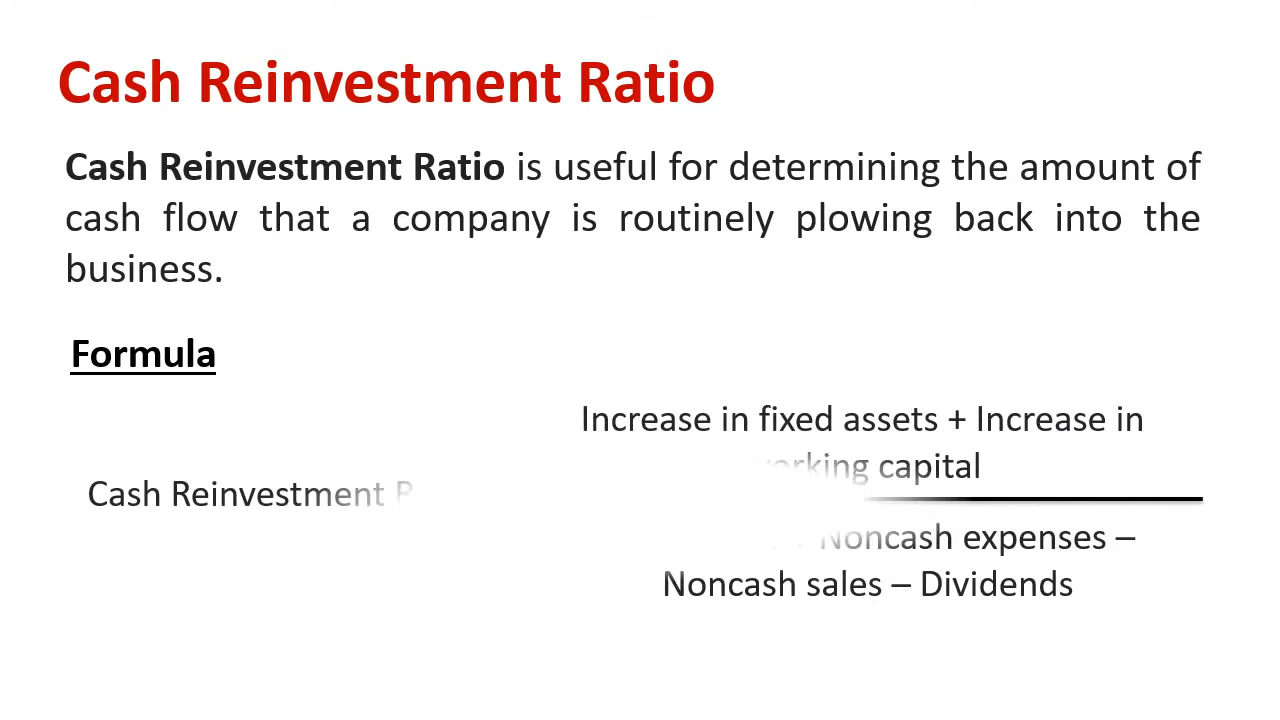 Cash Reinvestment Ratio
Cash Reinvestment Ratio is useful for determining the amount of
cash flow that a company is routinely plowing back into the
business.
Formula
Increase in fixed assets + Increase in
working capital
Cash Reinvestment
Noncash expenses –
Noncash sales – Dividends